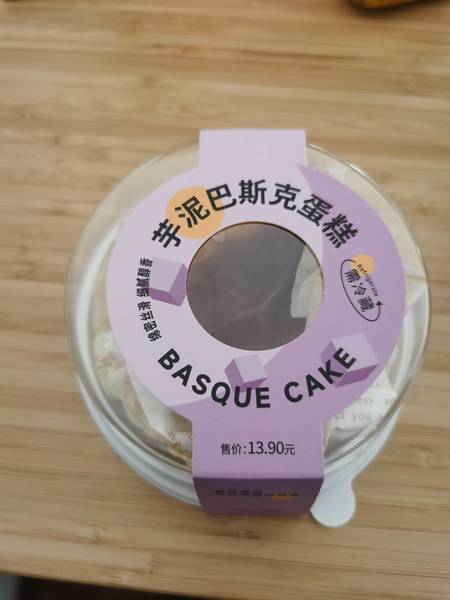 芋泥巴斯克蛋糕
绵密丝滑 细腻醇香
Refrigerate
需冷藏
BASQUE CAKE
售价:13.90元